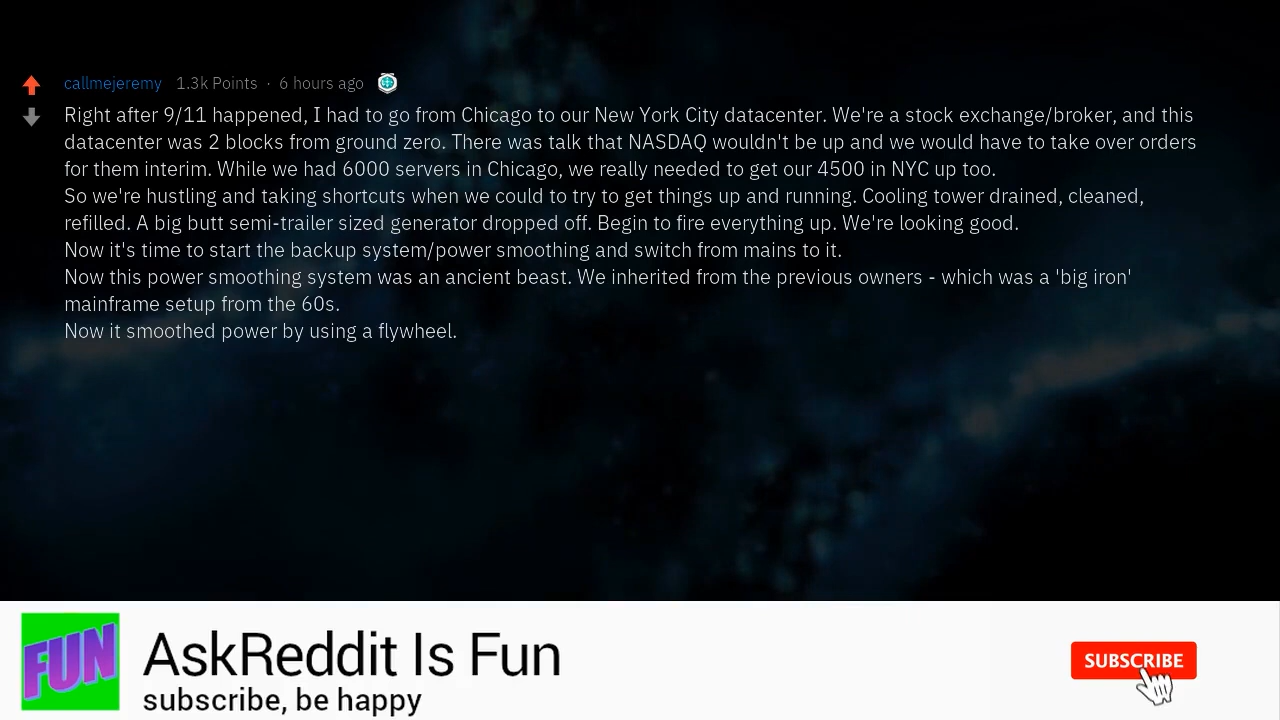 callmejeremy 1.3k Points · 6 hours ago
Right after 9/11 happened, I had to go from Chicago to our New York City datacenter. We're a stock exchange/broker, and this
datacenter was 2 blocks from ground zero. There was talk that NASDAQ wouldn't be up and we would have to take over orders
for them interim. While we had 6000 servers in Chicago, we really needed to get our 4500 in NYC up too.
So we're hustling and taking shortcuts when we could to try to get things up and running. Cooling tower drained, cleaned,
refilled. A big butt semi-trailer sized generator dropped off. Begin to fire everything up. We're looking good.
Now it's time to start the backup system/power smoothing and switch from mains to it.
Now this power smoothing system was an ancient beast. We inherited from the previous owners - which was a 'big iron'
mainframe setup from the 60s.
Now it smoothed power by using a flywheel.
FUN
AskReddit Is Fun
subscribe, be happy
SUBSCRIBE